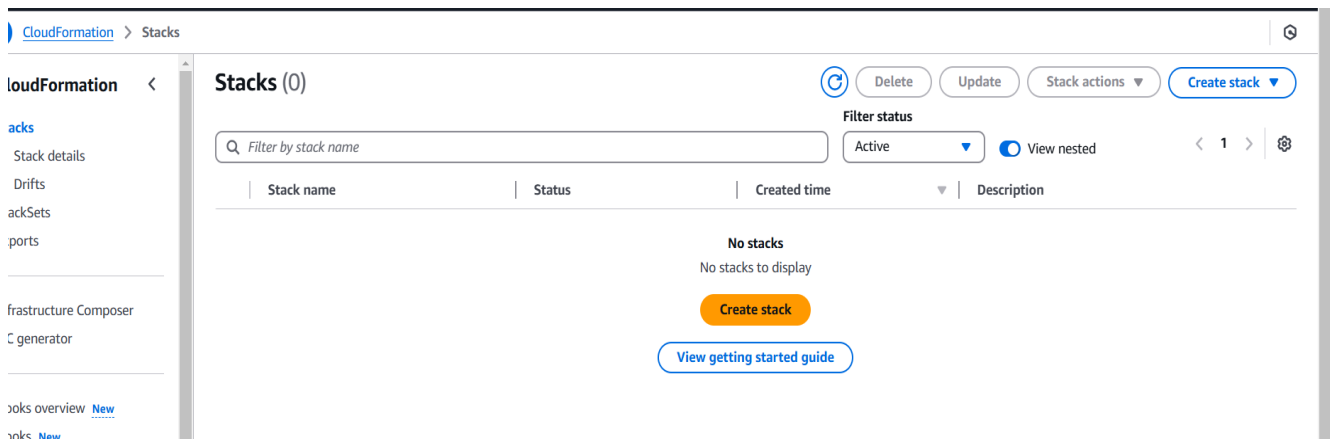 CloudFormation > Stacks
loudFormation <
acks
Stack details
Drifts
ackSets
ports
frastructure Composer
C generator
ooks overview New
ooks New
Stacks (0)
Delete Update Stack actions ▼ Create stack ▼
Filter status
Filter by stack name Active ▼ View nested < 1 >
Stack name Status Created time ▼ Description
No stacks
No stacks to display
Create stack
View getting started guide